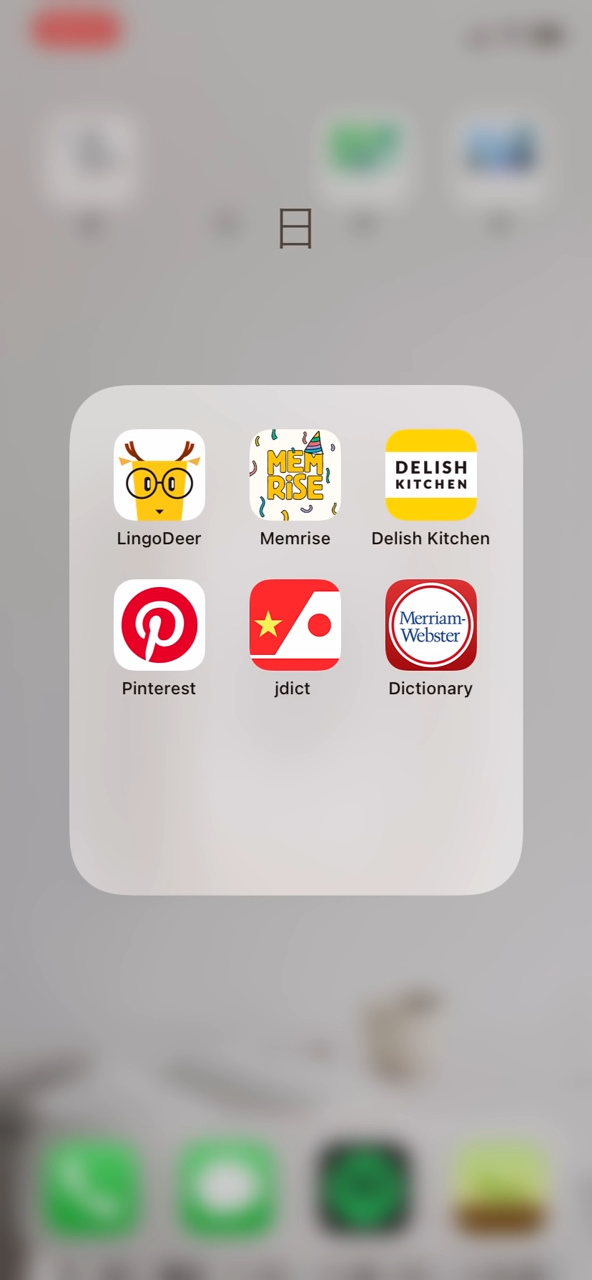 日
MEM
RiSE
DELISH
KITCHEN
LingoDeer
Memrise
Delish Kitchen
Merriam-
Webster
Pinterest
jdict
Dictionary